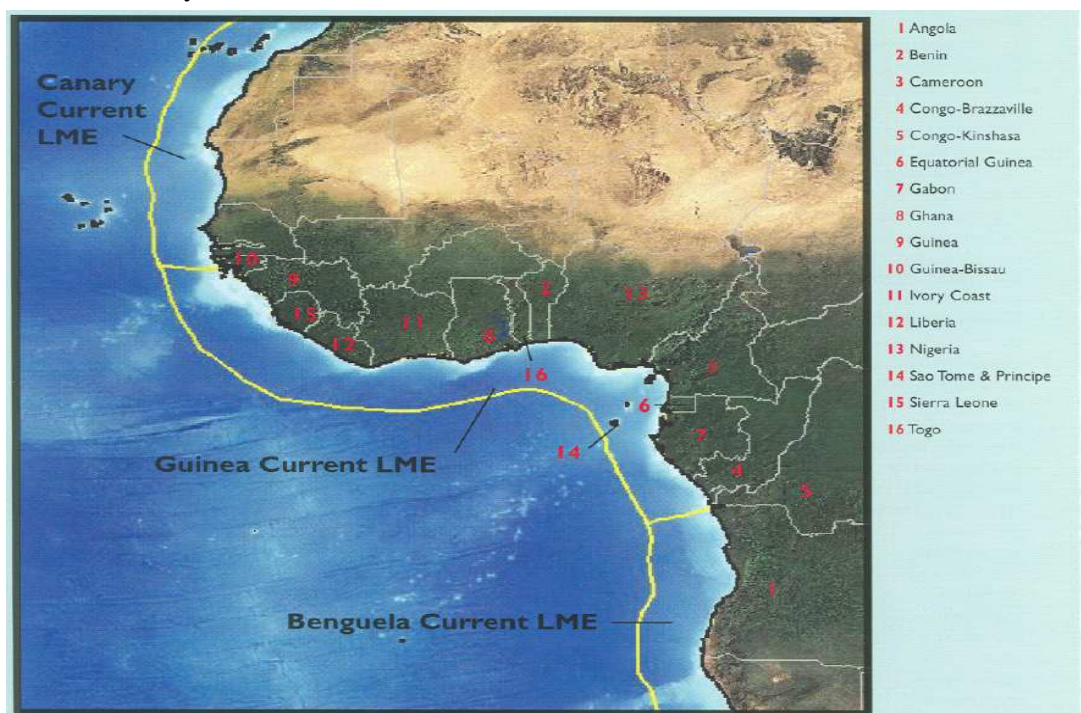 Canary
Current
LME
Guinea Current LME
Benguela Current LME
10
9
15
12
11
8
16
2
13
3
6
14
7
4
5
1
1 Angola
2 Benin
3 Cameroon
4 Congo-Brazzaville
5 Congo-Kinshasa
6 Equatorial Guinea
7 Gabon
8 Ghana
9 Guinea
10 Guinea-Bissau
11 Ivory Coast
12 Liberia
13 Nigeria
14 Sao Tome & Principe
15 Sierra Leone
16 Togo